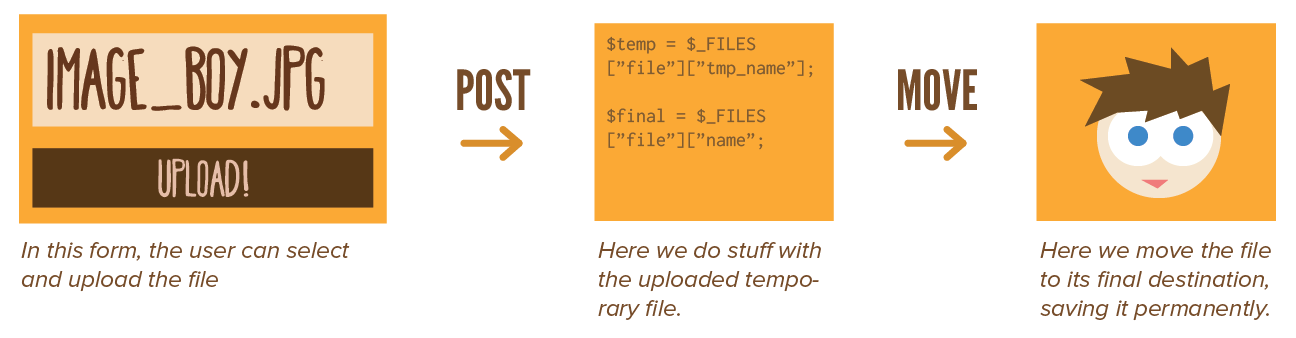 IMAGE_BOY.JPG
UPLOAD!
In this form, the user can select
and upload the file
POST
$temp = $_FILES
[”file”][”tmp_name”];
$final = $_FILES
[”file”][”name”;
Here we do stuff with
the uploaded tempo-
rary file.
MOVE
Here we move the file
to its final destination,
saving it permanently.